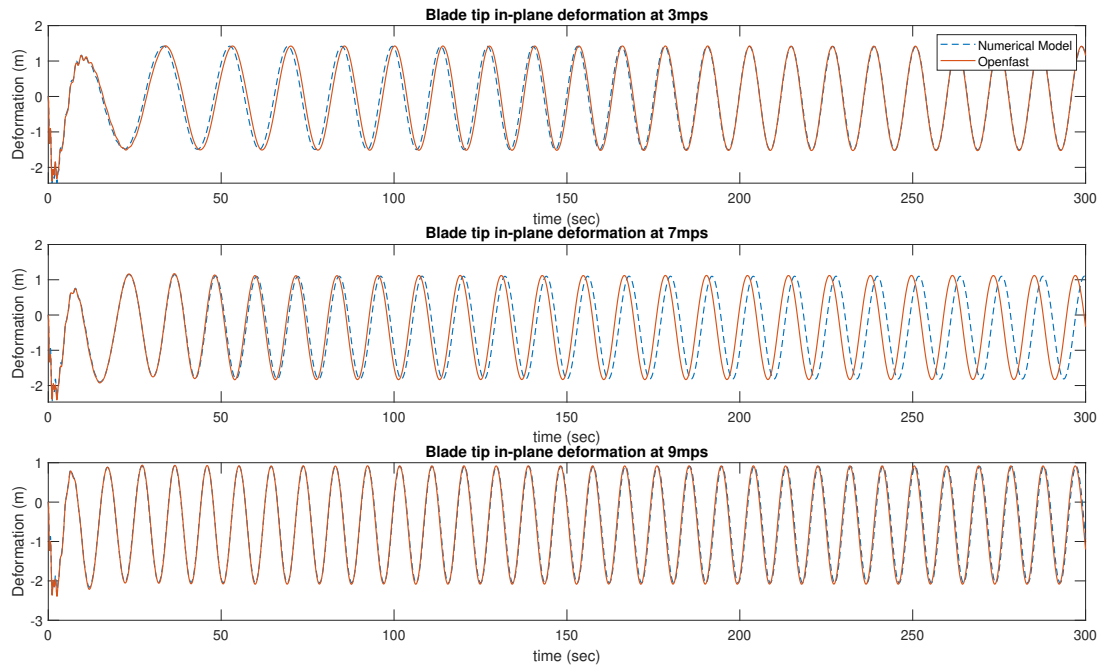 Blade tip in-plane deformation at 3mps
2
1
0
-1
-2
Deformation (m)
Numerical Model
Openfast
0 50 100 150 200 250 300
time (sec)
Blade tip in-plane deformation at 7mps
2
1
0
-1
-2
Deformation (m)
0 50 100 150 200 250 300
time (sec)
Blade tip in-plane deformation at 9mps
1
0
-1
-2
-3
Deformation (m)
0 50 100 150 200 250 300
time (sec)